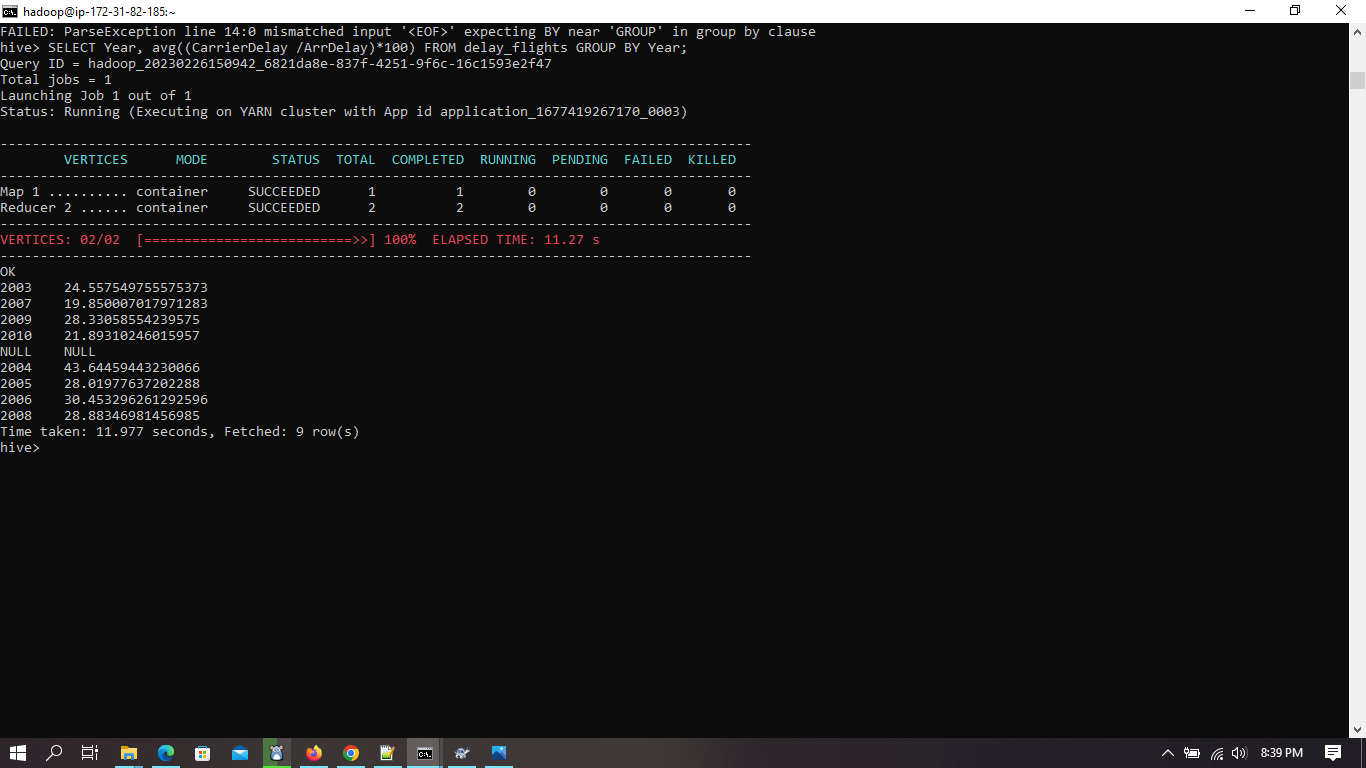 hadoop@ip-172-31-82-185:~
FAILED: ParseException line 14:0 mismatched input '<EOF>' expecting BY near 'GROUP' in group by clause
hive> SELECT Year, avg((CarrierDelay /ArrDelay)*100) FROM delay_flights GROUP BY Year;
Query ID = hadoop_20230226150942_6821da8e-837f-4251-9f6c-16c1593e2f47
Total jobs = 1
Launching Job 1 out of 1
Status: Running (Executing on YARN cluster with App id application_1677419267170_0003)
----------------------------------------------------------------------------------------------
        VERTICES      MODE        STATUS  TOTAL  COMPLETED  RUNNING  PENDING  FAILED  KILLED
----------------------------------------------------------------------------------------------
Map 1 .......... container     SUCCEEDED      1          1        0        0       0       0
Reducer 2 ...... container     SUCCEEDED      2          2        0        0       0       0
----------------------------------------------------------------------------------------------
VERTICES: 02/02  [==========================>>] 100%  ELAPSED TIME: 11.27 s
----------------------------------------------------------------------------------------------
OK
2003    24.557549755575373
2007    19.850007017971283
2009    28.33058554239575
2010    21.89310246015957
NULL    NULL
2004    43.64459443230066
2005    28.01977637202288
2006    30.453296261292596
2008    28.88346981456985
Time taken: 11.977 seconds, Fetched: 9 row(s)
hive>
8:39 PM